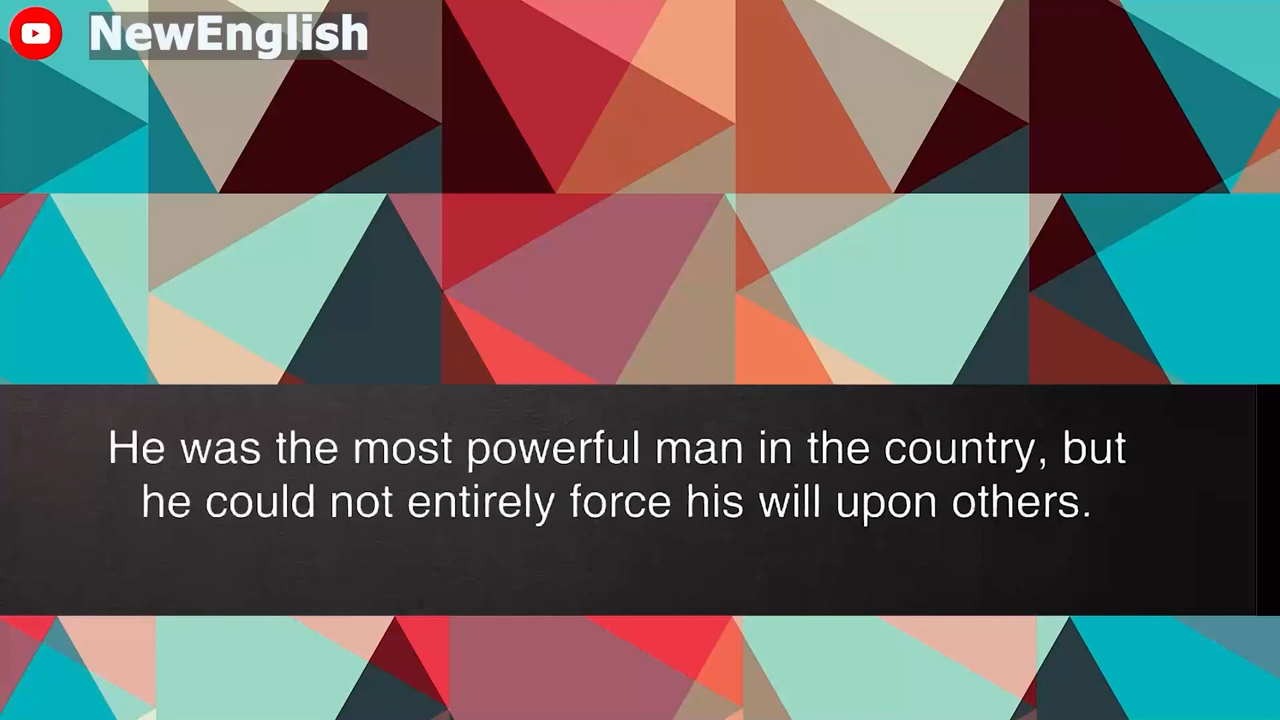 NewEnglish
He was the most powerful man in the country, but
he could not entirely force his will upon others.